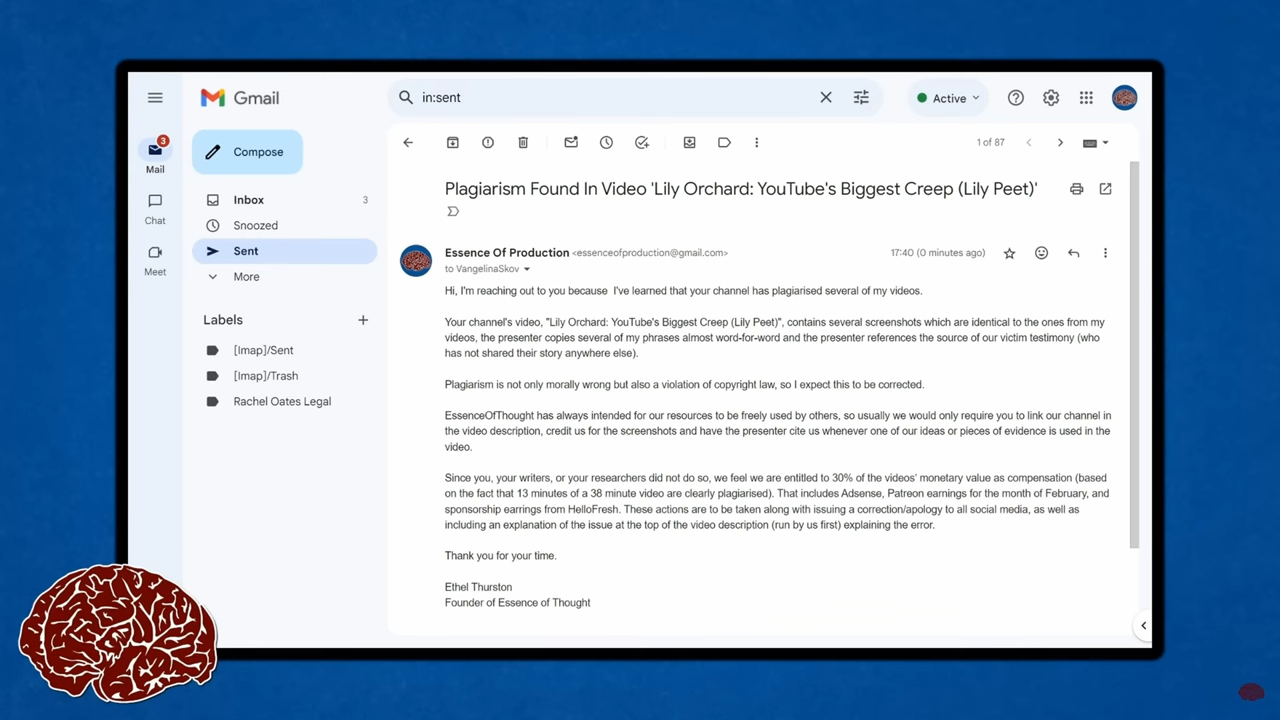 Gmail
in:sent
Active
3
Mail
Compose
1 of 87
Chat
Inbox 3
Plagiarism Found In Video 'Lily Orchard: YouTube's Biggest Creep (Lily Peet)'
Snoozed
Meet
Sent
Essence Of Production <essenceofproduction@gmail.com> 17:40 (0 minutes ago)
to VangelinaSkov
More
Hi, I'm reaching out to you because I've learned that your channel has plagiarised several of my videos.
Labels
Your channel's video, "Lily Orchard: YouTube's Biggest Creep (Lily Peet)", contains several screenshots which are identical to the ones from my
videos, the presenter copies several of my phrases almost word-for-word and the presenter references the source of our victim testimony (who
has not shared their story anywhere else).
[Imap]/Sent
[Imap]/Trash
Rachel Oates Legal
Plagiarism is not only morally wrong but also a violation of copyright law, so I expect this to be corrected.
EssenceOfThought has always intended for our resources to be freely used by others, so usually we would only require you to link our channel in
the video description, credit us for the screenshots and have the presenter cite us whenever one of our ideas or pieces of evidence is used in the
video.
Since you, your writers, or your researchers did not do so, we feel we are entitled to 30% of the videos' monetary value as compensation (based
on the fact that 13 minutes of a 38 minute video are clearly plagiarised). That includes Adsense, Patreon earnings for the month of February, and
sponsorship earnings from HelloFresh. These actions are to be taken along with issuing a correction/apology to all social media, as well as
including an explanation of the issue at the top of the video description (run by us first) explaining the error.
Thank you for your time.
Ethel Thurston
Founder of Essence of Thought